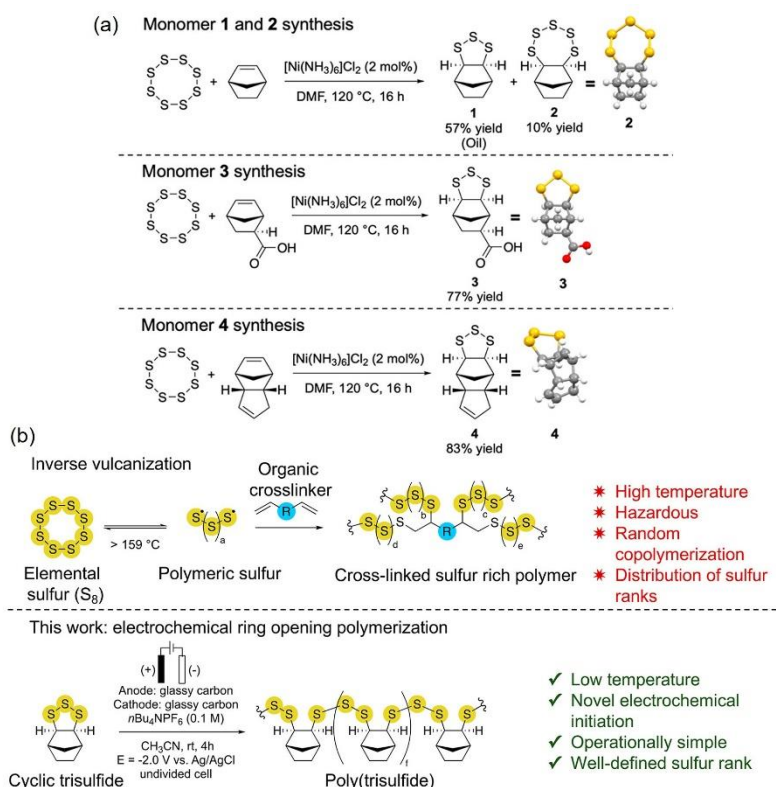 (a)
Monomer 1 and 2 synthesis
S S S S S S S S
+
[Ni(NH3)6]Cl2 (2 mol%)
DMF, 120 °C, 16 h
S S S
H H
1
57% yield
(Oil)
+
S S S S S
H H
2
10% yield
=
2
Monomer 3 synthesis
S S S S S S S S
+
H
OH
O
[Ni(NH3)6]Cl2 (2 mol%)
DMF, 120 °C, 16 h
S S S
H H
H
OH
O
3
77% yield
=
3
Monomer 4 synthesis
S S S S S S S S
+
H H
[Ni(NH3)6]Cl2 (2 mol%)
DMF, 120 °C, 16 h
S S S
H H
H H
4
83% yield
=
4
(b)
Inverse vulcanization
S S S S S S S S
> 159 °C
Elemental
sulfur (S8)
S S S a
Polymeric sulfur
Organic
crosslinker
R
S S S b
S S S c
S S S d
R
S S S e
Cross-linked sulfur rich polymer
High temperature
Hazardous
Random
copolymerization
Distribution of sulfur
ranks
This work: electrochemical ring opening polymerization
S S S
H H
Cyclic trisulfide
(+) (-)
Anode: glassy carbon
Cathode: glassy carbon
nBu4NPF6 (0.1 M)
CH3CN, rt, 4h
E = -2.0 V vs. Ag/AgCl
undivided cell
S S S S S S S S S
H H H H H H
f
Poly(trisulfide)
✓ Low temperature
✓ Novel electrochemical
initiation
✓ Operationally simple
✓ Well-defined sulfur rank